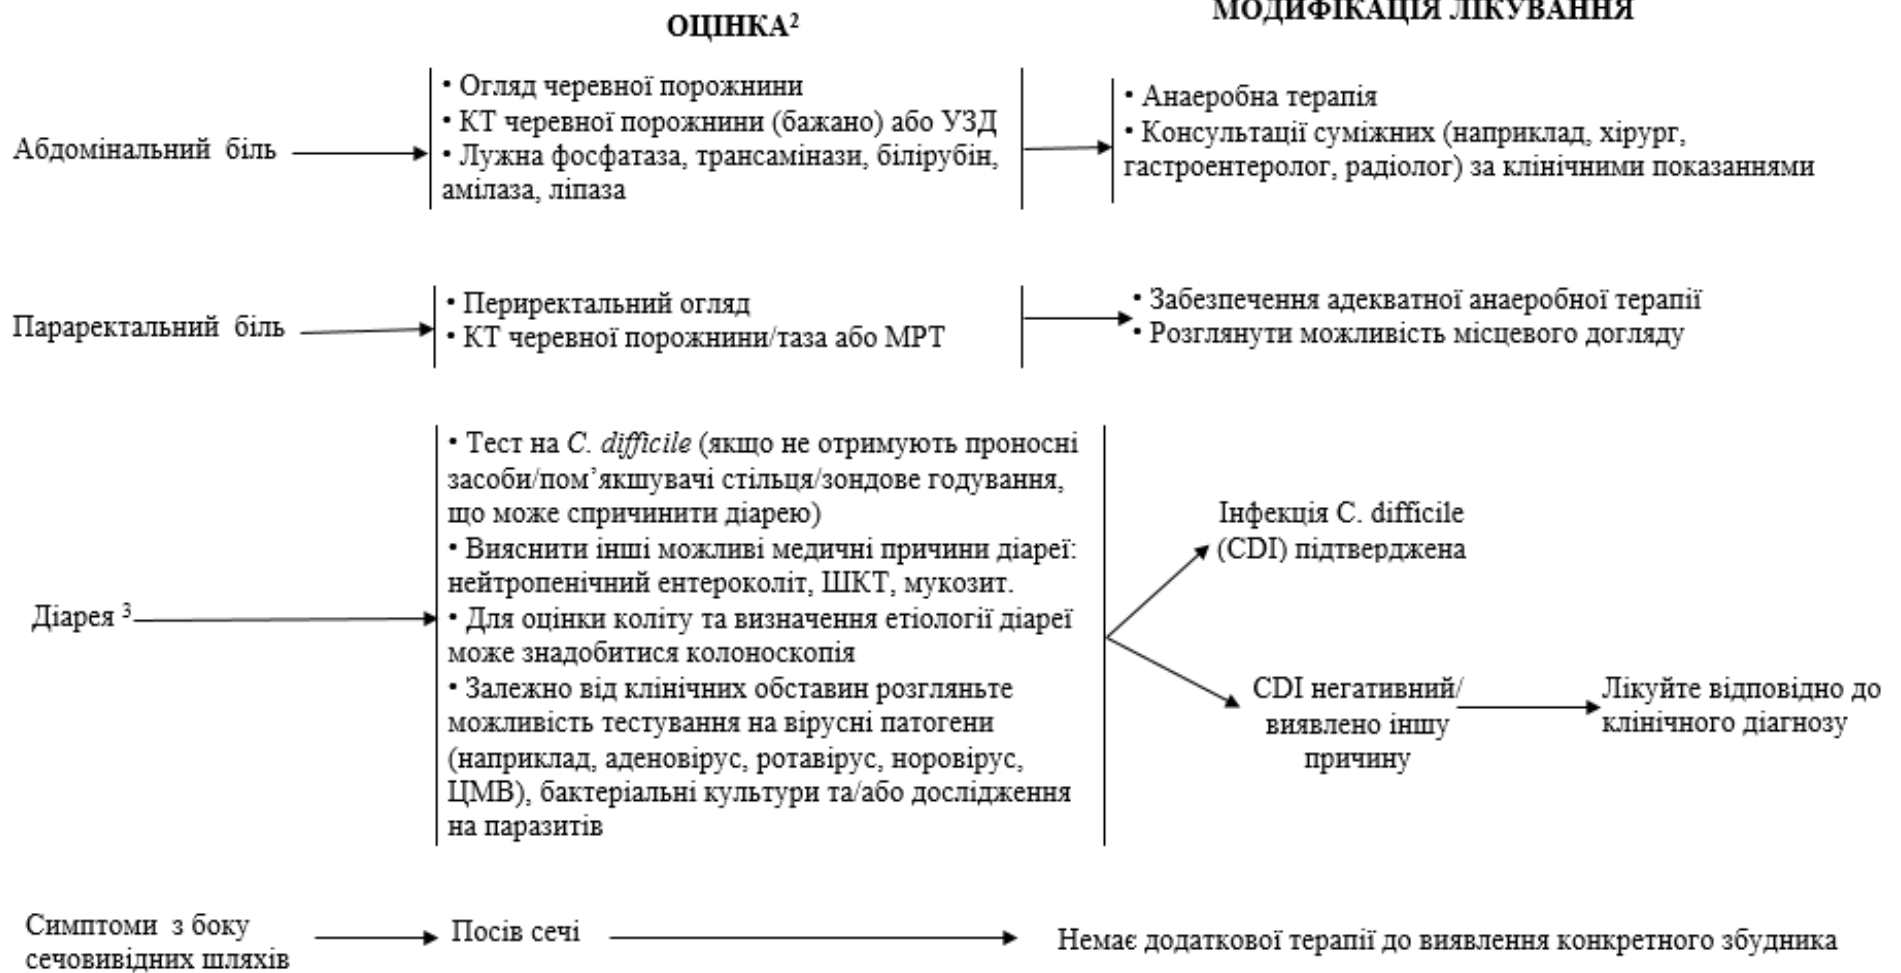 ОЦІНКА²
МОДИФІКАЦІЯ ЛІКУВАННЯ
Абдомінальний біль
• Огляд черевної порожнини
• КТ черевної порожнини (бажано) або УЗД
• Лужна фосфатаза, трансамінази, білірубін,
амілаза, ліпаза
• Анаеробна терапія
• Консультації суміжних (наприклад, хірург,
гастроентеролог, радіолог) за клінічними показаннями
Параректальний біль
• Периректальний огляд
• КТ черевної порожнини/таза або МРТ
• Забезпечення адекватної анаеробної терапії
• Розглянути можливість місцевого догляду
Діарея ³
• Тест на C. difficile (якщо не отримують проносні
засоби/пом’якшувачі стільця/зондове годування,
що може спричинити діарею)
• Вияснити інші можливі медичні причини діареї:
нейтропенічний ентероколіт, ШКТ, мукозит.
• Для оцінки коліту та визначення етіології діареї
може знадобитися колоноскопія
• Залежно від клінічних обставин розгляньте
можливість тестування на вірусні патогени
(наприклад, аденовірус, ротавірус, норовірус,
ЦМВ), бактеріальні культури та/або дослідження
на паразитів
Інфекція C. difficile
(CDI) підтверджена
CDI негативний/
виявлено іншу
причину
Лікуйте відповідно до
клінічного діагнозу
Симптоми з боку
сечовивідних шляхів
Посів сечі
Немає додаткової терапії до виявлення конкретного збудника